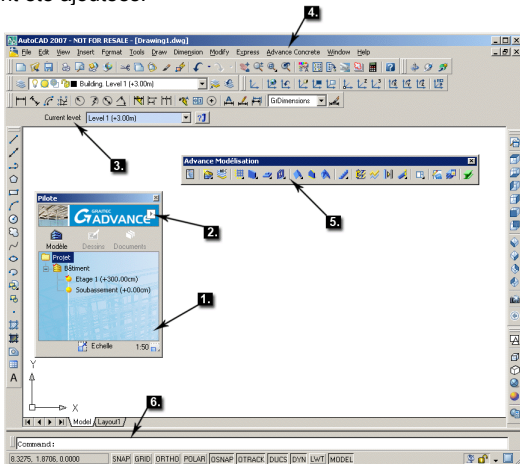 4.
AutoCAD 2007 - NOT FOR RESALE - [Drawing1.dwg]
File Edit View Insert Format Tools Draw Dimension Modify Express Advance Concrete Window Help
Building. Level 1 (+3.00m)
GrDimensions
Current level: Level 1 (+3.00m)
3.
Advance Modélisation
5.
Pilote
GRAITEC
ADVANCE
2.
Modèle Dessins Documents
Projet
Bâtiment
Etage 1 (+300.00cm)
Soubassement (+0.00cm)
1.
Echelle 1:50
Y
X
A
6.
Model Layout1
Command:
8.3275, 1.8706, 0.0000 SNAP GRID ORTHO POLAR OSNAP OTRACK DUCS DYN LWT MODEL